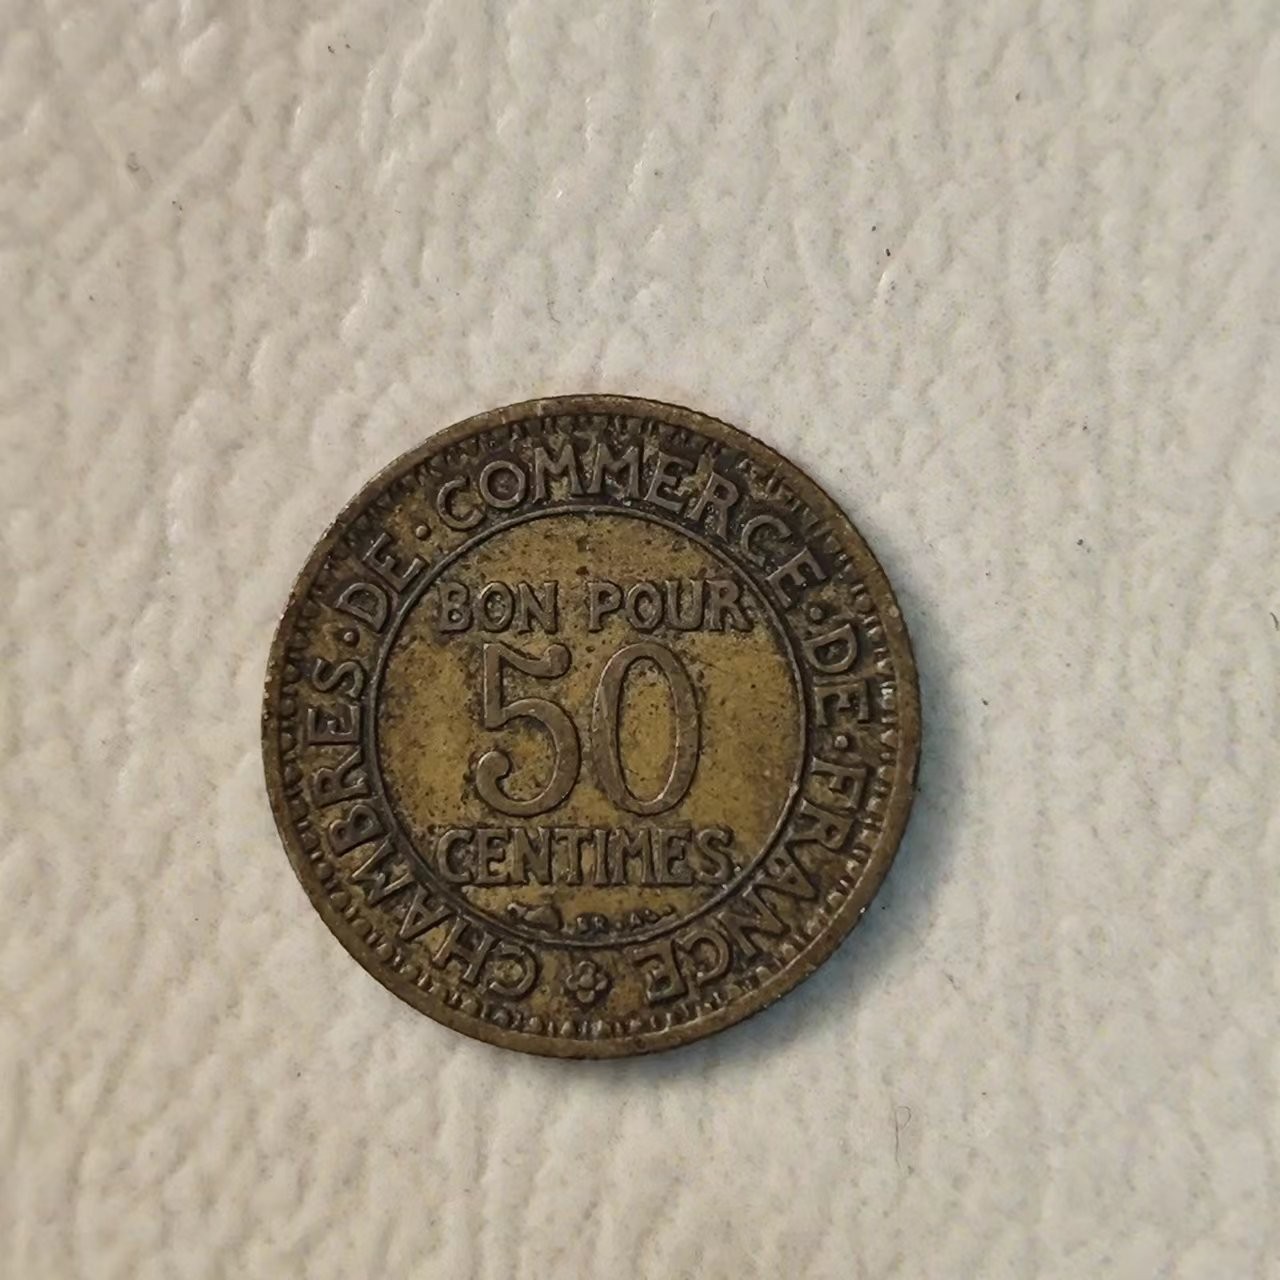 CHAMBRES·DE·COMMERCE·DE·FRANCE
BON POUR
50
CENTIMES